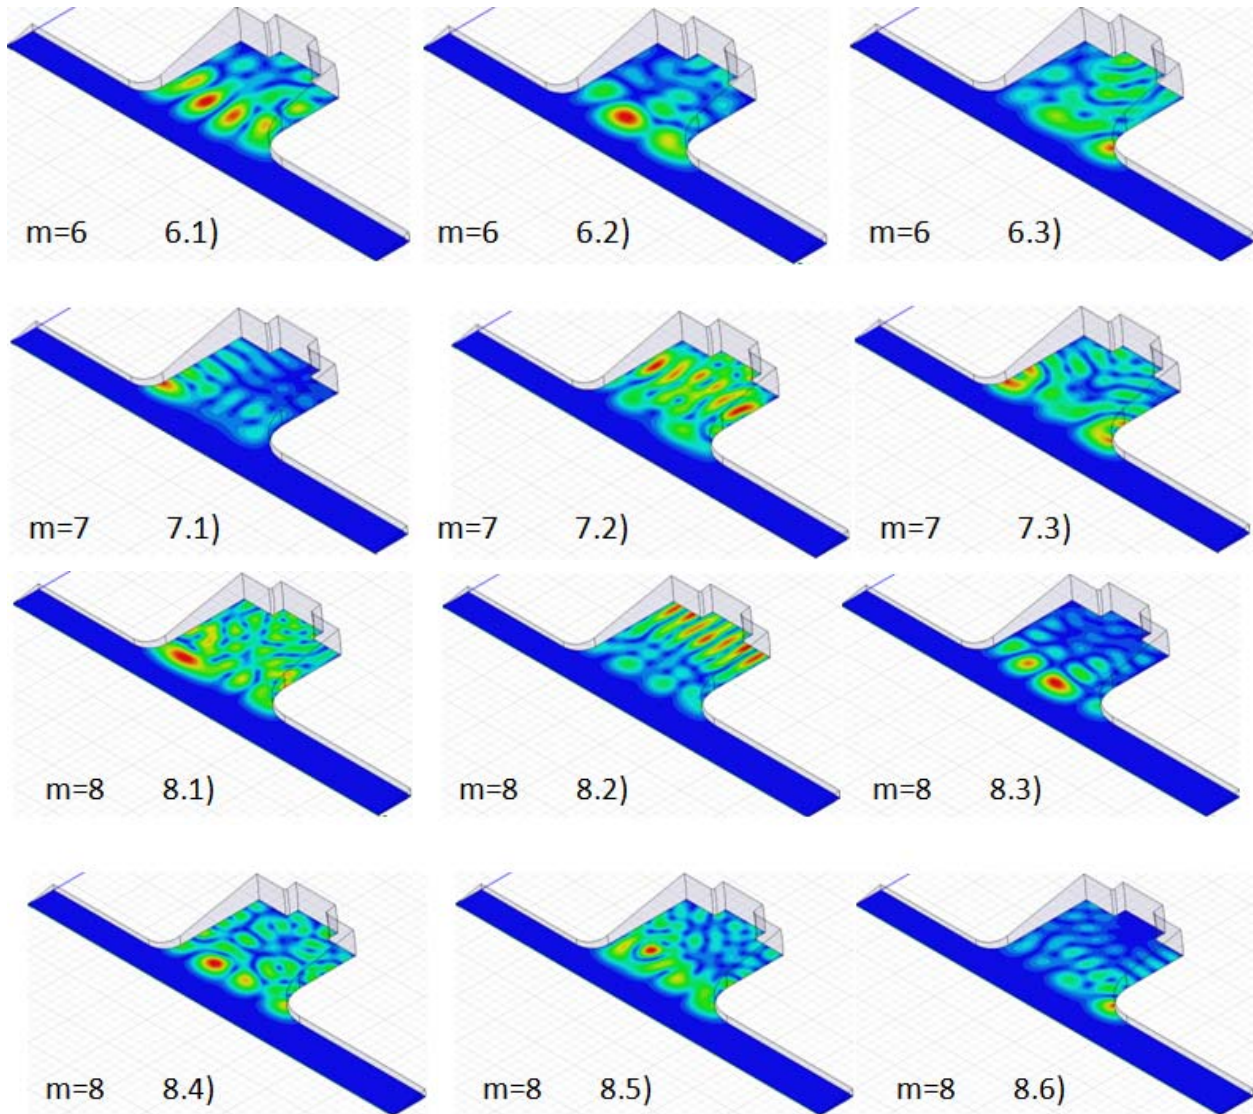 m=6 6.1) m=6 6.2) m=6 6.3)
m=7 7.1) m=7 7.2) m=7 7.3)
m=8 8.1) m=8 8.2) m=8 8.3)
m=8 8.4) m=8 8.5) m=8 8.6)